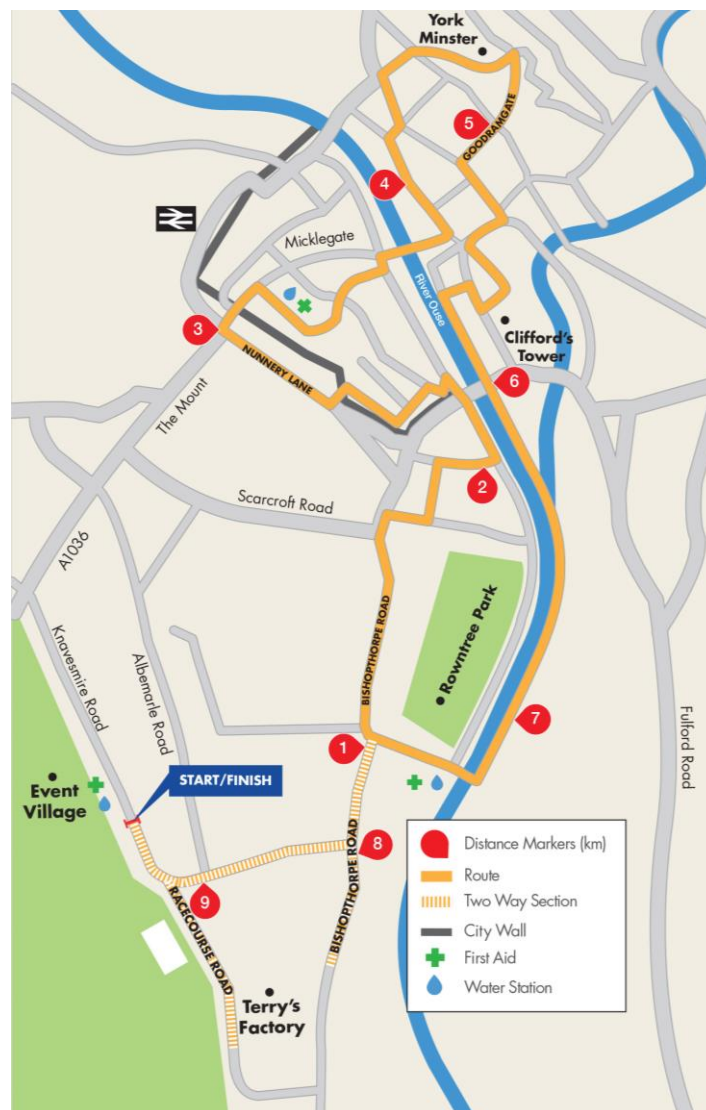 York
Minster
5
GOODRAMGATE
4
Micklegate
River Ouse
Clifford's
Tower
3
NUNNERY LANE
6
The Mount
2
Scarcroft Road
A1036
BISHOPTHORPE ROAD
Rowntree Park
Knavesmire Road
Albemarle Road
7
Fulford Road
1
START/FINISH
Event
Village
8
BISHOPTHORPE ROAD
9
RACECOURSE ROAD
Terry's
Factory
Distance Markers (km)
Route
Two Way Section
City Wall
First Aid
Water Station